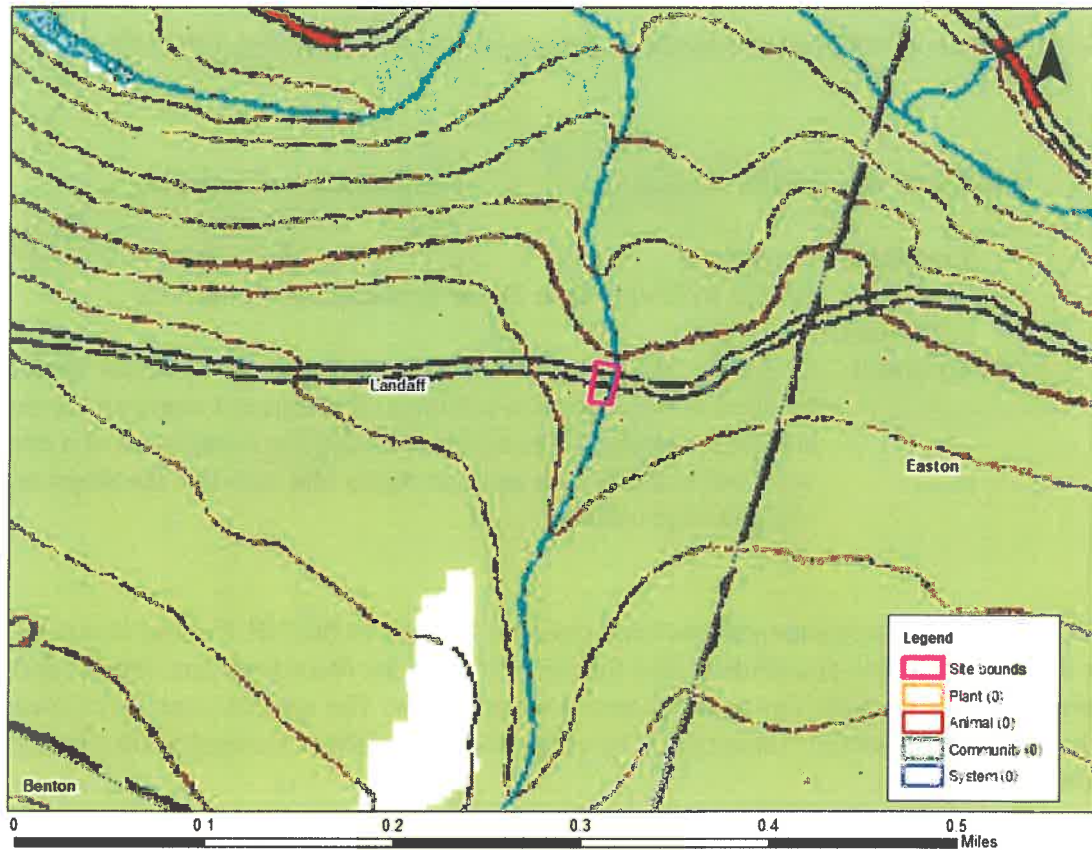 Landaff
Easton
Benton
Legend
Site bounds
Plant (0)
Animal (0)
Community (0)
System (0)
0 0.1 0.2 0.3 0.4 0.5
Miles